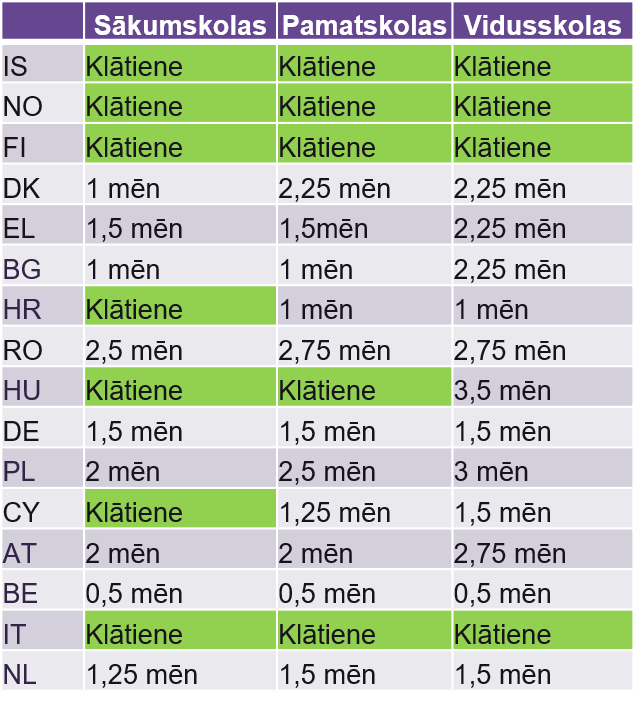 Sākumskolas Pamatskolas Vidusskolas
IS Klātiene Klātiene Klātiene
NO Klātiene Klātiene Klātiene
FI Klātiene Klātiene Klātiene
DK 1 mēn 2,25 mēn 2,25 mēn
EL 1,5 mēn 1,5mēn 2,25 mēn
BG 1 mēn 1 mēn 2,25 mēn
HR Klātiene 1 mēn 1 mēn
RO 2,5 mēn 2,75 mēn 2,75 mēn
HU Klātiene Klātiene 3,5 mēn
DE 1,5 mēn 1,5 mēn 1,5 mēn
PL 2 mēn 2,5 mēn 3 mēn
CY Klātiene 1,25 mēn 1,5 mēn
AT 2 mēn 2 mēn 2,75 mēn
BE 0,5 mēn 0,5 mēn 0,5 mēn
IT Klātiene Klātiene Klātiene
NL 1,25 mēn 1,5 mēn 1,5 mēn